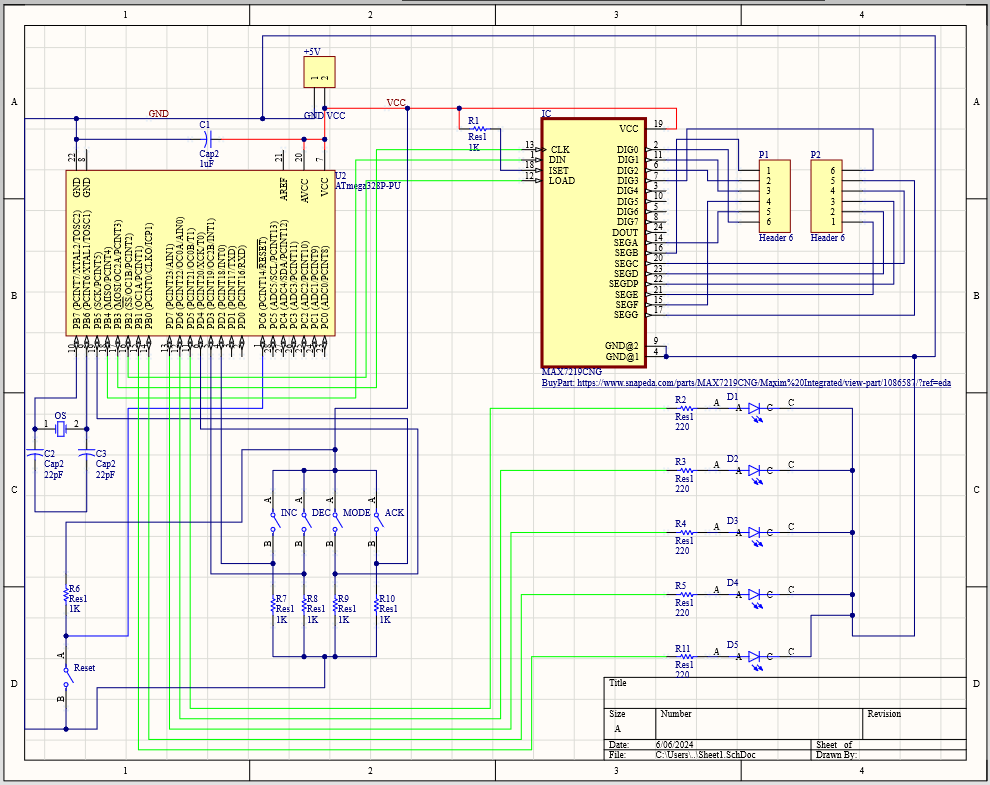 1 2 3 4
A A
B B
C C
D D
+5V
1 2
GND VCC
GND
VCC
C1
Cap2
1uF
22 8 21 20 7
GND
GND
AREF
AVCC
VCC
U2
ATmega328P-PU
PB7 (PCINT7/XTAL2/TOSC2)
PB6 (PCINT6/XTAL1/TOSC1)
PB5 (SCK/PCINT5)
PB4 (MISO/PCINT4)
PB3 (MOSI/OC2A/PCINT3)
PB2 (SS/OC1B/PCINT2)
PB1 (OC1A/PCINT1)
PB0 (PCINT0/CLKO/ICP1)
PD7 (PCINT23/AIN1)
PD6 (PCINT22/OC0A/AIN0)
PD5 (PCINT21/OC0B/T1)
PD4 (PCINT20/XCK/T0)
PD3 (PCINT19/OC2B/INT1)
PD2 (PCINT18/INT0)
PD1 (PCINT17/TXD)
PD0 (PCINT16/RXD)
PC6 (PCINT14/RESET)
PC5 (ADC5/SCL/PCINT13)
PC4 (ADC4/SDA/PCINT12)
PC3 (ADC3/PCINT11)
PC2 (ADC2/PCINT10)
PC1 (ADC1/PCINT9)
PC0 (ADC0/PCINT8)
R1
Res1
1K
IC
13 CLK
12 LOAD
18 ISET
DIN
VCC 19
DIG0 2
DIG1 11
DIG2 6
DIG3 7
DIG4 3
DIG5 10
DIG6 5
DIG7 8
DOUT 24
SEGA 14
SEGB 16
SEGC 20
SEGD 23
SEGDP 22
SEGE 21
SEGF 15
SEGG 17
GND@2 9
GND@1 4
MAX7219CNG
BuyPart: https://www.snapeda.com/parts/MAX7219CNG/Maxim%20Integrated/view-part/1086587/?ref=eda
P1
1
2
3
4
5
6
Header 6
P2
6
5
4
3
2
1
Header 6
OS
1 2
C2
Cap2
22pF
C3
Cap2
22pF
A A A A
INC DEC MODE ACK
B B B B
R6
Res1
1K
R7
Res1
1K
R8
Res1
1K
R9
Res1
1K
R10
Res1
1K
A
Reset
B
R2
Res1
220
A D1 A C C
R3
Res1
220
A D2 A C C
R4
Res1
220
A D3 A C C
R5
Res1
220
A D4 A C C
R11
Res1
220
A D5 A C C
Title
Size Number Revision
A
Date: 6/06/2024 Sheet of
File: C:\Users\..\Sheet1.SchDoc Drawn By:
1 2 3 4